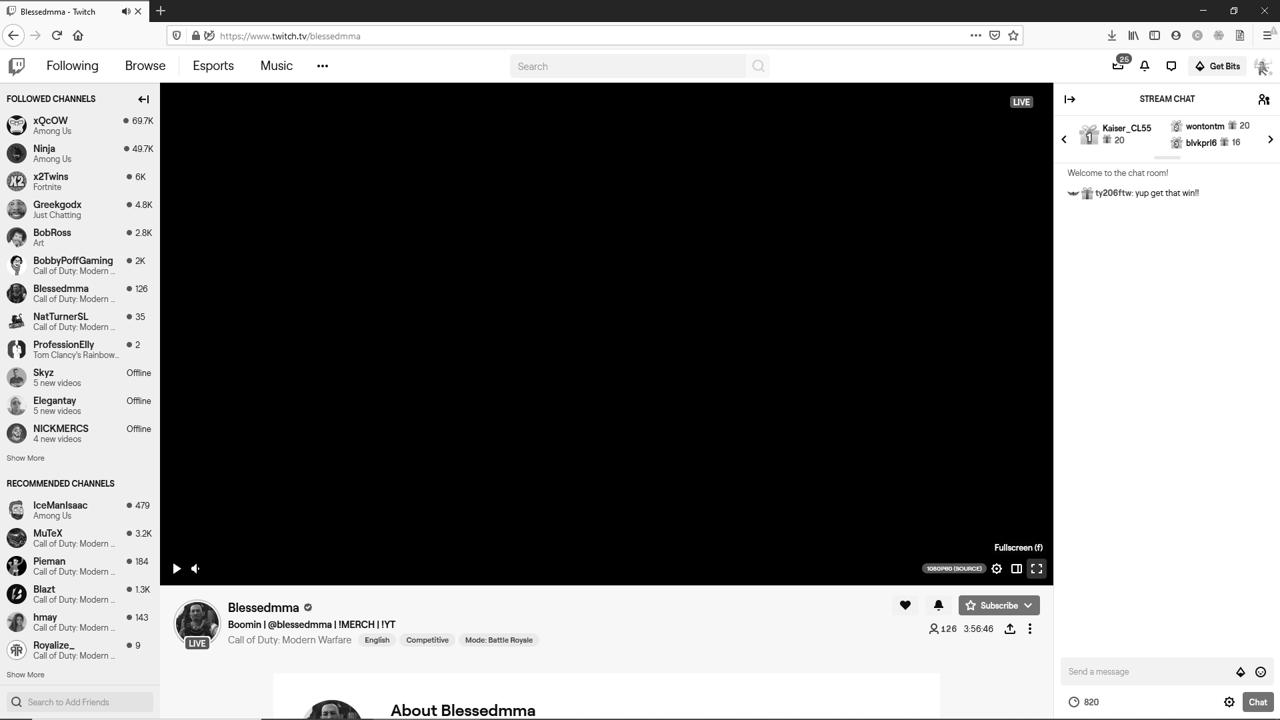 Blessedmma - Twitch
https://www.twitch.tv/blessedmma
Following
Browse
Esports
Music
Search
25
Get Bits
FOLLOWED CHANNELS
xQcOW 69.7K
Among Us
Ninja 49.7K
Among Us
x2Twins 6K
Fortnite
Greekgodx 4.8K
Just Chatting
BobRoss 2.8K
Art
BobbyPoffGaming 2K
Call of Duty: Modern ...
Blessedmma 126
Call of Duty: Modern ...
NatTurnerSL 35
Call of Duty: Modern ...
ProfessionElly 2
Tom Clancy's Rainbow...
Skyz Offline
5 new videos
Elegantay Offline
5 new videos
NICKMERCS Offline
4 new videos
Show More
RECOMMENDED CHANNELS
IceManIsaac 479
Among Us
MuTeX 3.2K
Call of Duty: Modern ...
Pieman 184
Call of Duty: Modern ...
Blazt 1.3K
Call of Duty: Modern ...
hmay 143
Call of Duty: Modern ...
Royalize_ 9
Call of Duty: Modern ...
Show More
Search to Add Friends
LIVE
Fullscreen (f)
1080P60 (SOURCE)
Blessedmma
Boomin | @blessedmma | !MERCH | !YT
Call of Duty: Modern Warfare English Competitive Mode: Battle Royale
LIVE
Subscribe
126 3:56:46
About Blessedmma
STREAM CHAT
1 Kaiser_CL55
20
wontontm 20
blvkprl6 16
Welcome to the chat room!
ty206ftw: yup get that win!!
Send a message
820
Chat